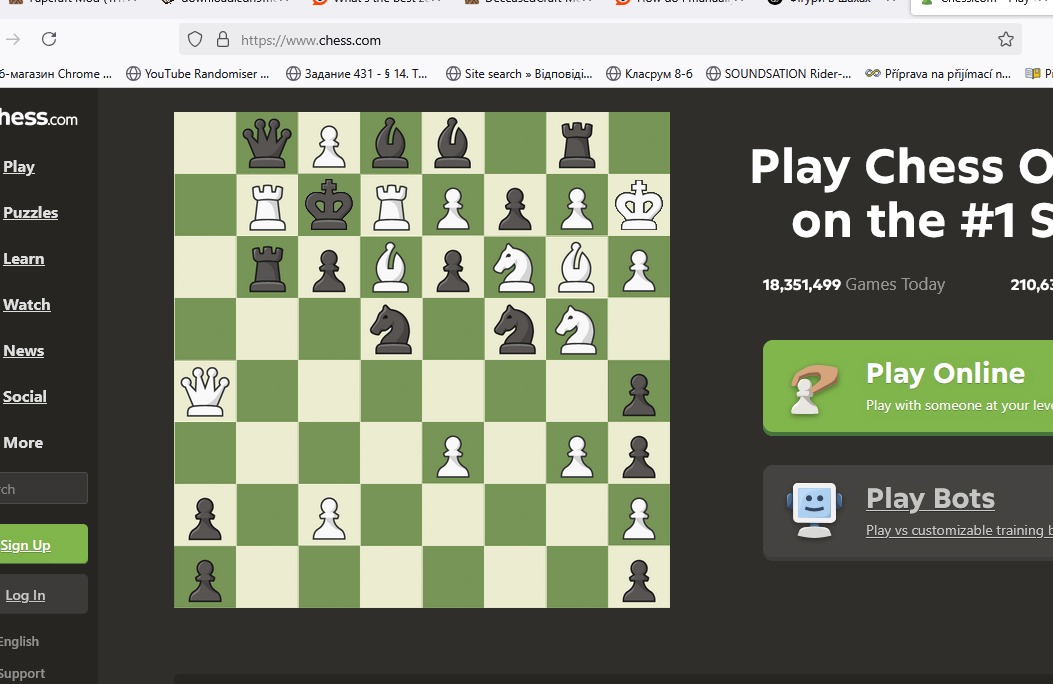 https://www.chess.com
б-магазин Chrome ... YouTube Randomiser ... Задание 431 - § 14. Т... Site search » Відповіді... Класрум 8-6 SOUNDSATION Rider-... Příprava na přijímací n...
hess.com
Play
Puzzles
Learn
Watch
News
Social
More
rch
Sign Up
Log In
English
Support
Play Chess O
on the #1 S
18,351,499 Games Today 210,63
Play Online
Play with someone at your leve
Play Bots
Play vs customizable training b